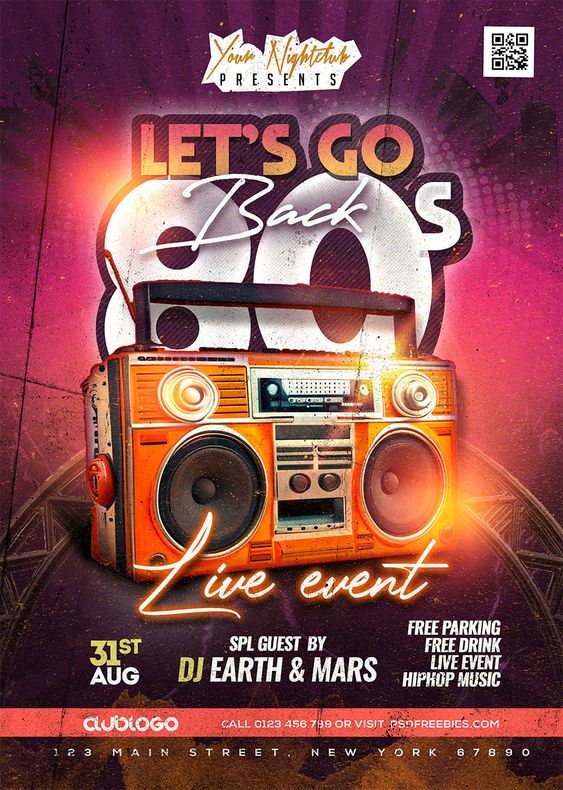 Your Nightclub
PRESENTS
LET'S GO
Back
80s
Live event
31ST
AUG
SPL GUEST BY
DJ EARTH & MARS
FREE PARKING
FREE DRINK
LIVE EVENT
HIPHOP MUSIC
CLUBLOGO
CALL 0123 456 789 OR VISIT PSDFREEBIES.COM
123 MAIN STREET, NEW YORK 67890